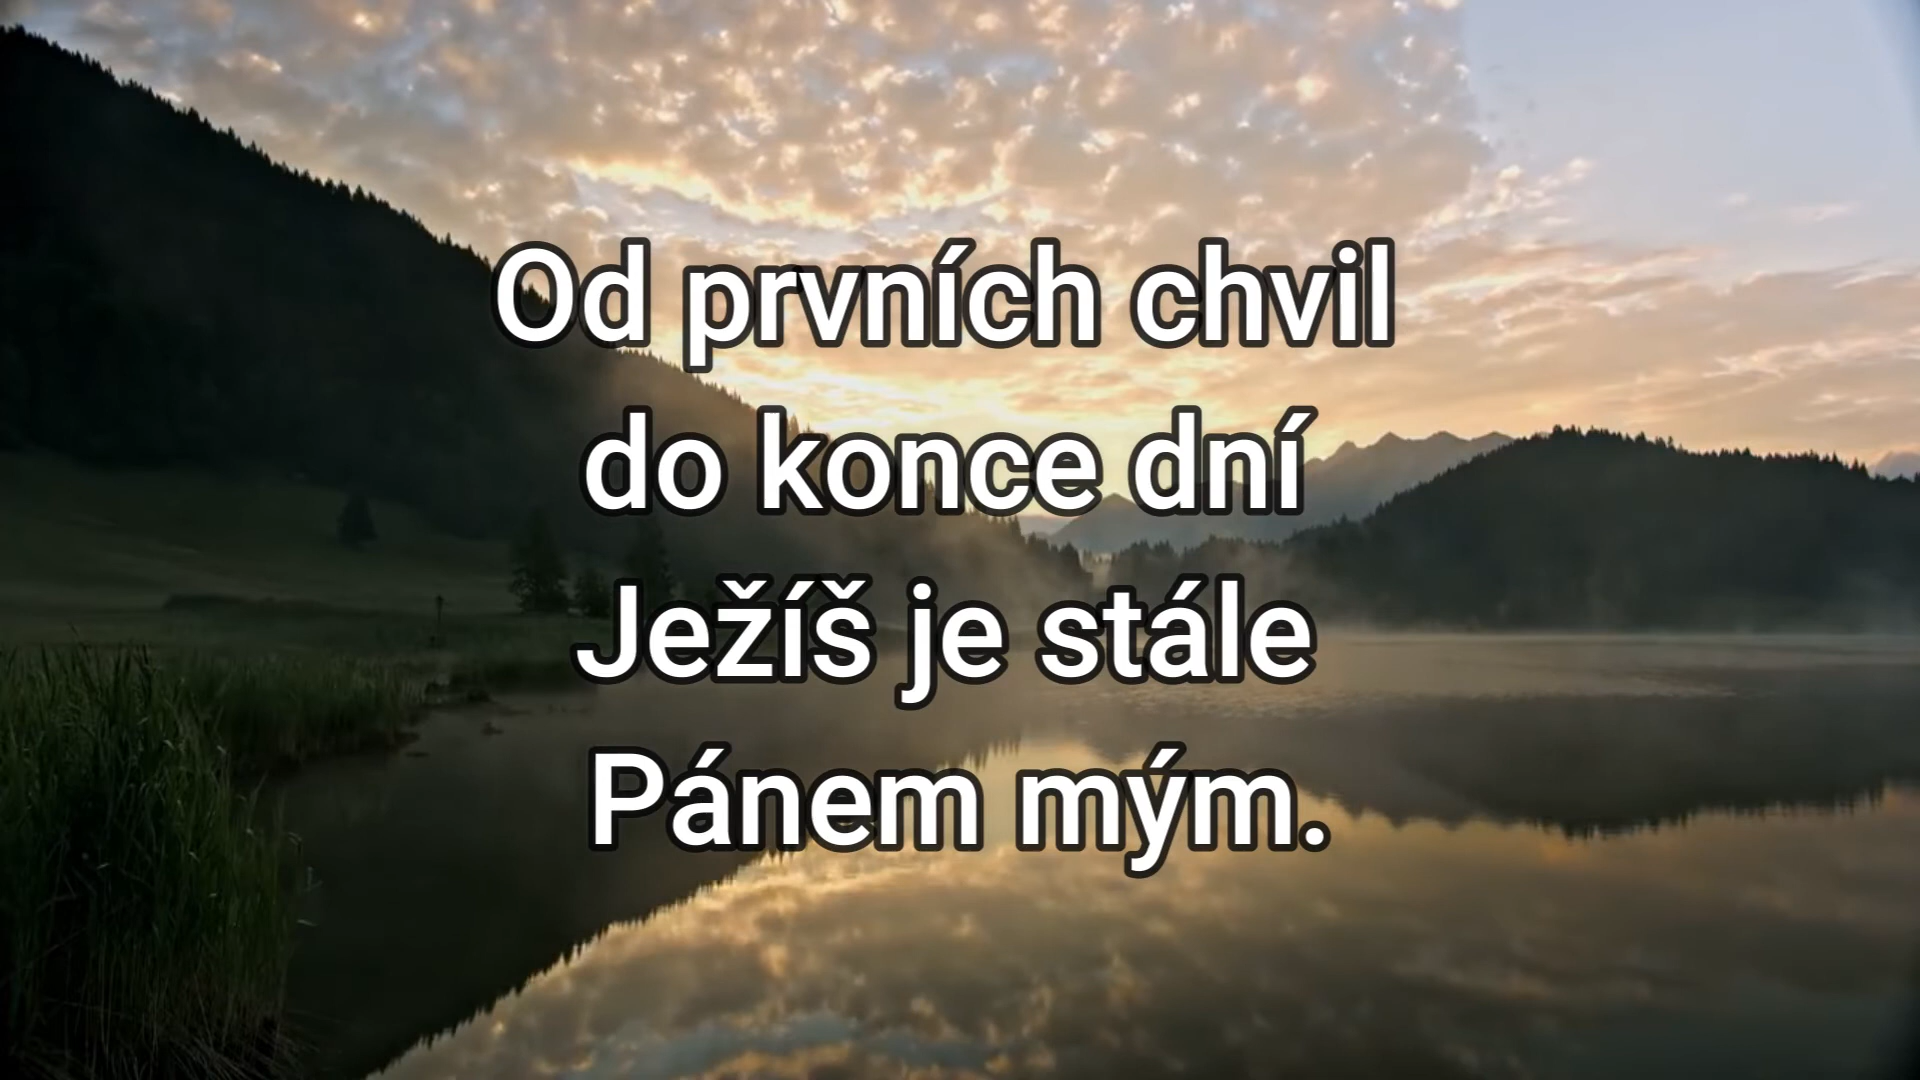 Od prvních chvil
do konce dní
Ježíš je stále
Pánem mým.